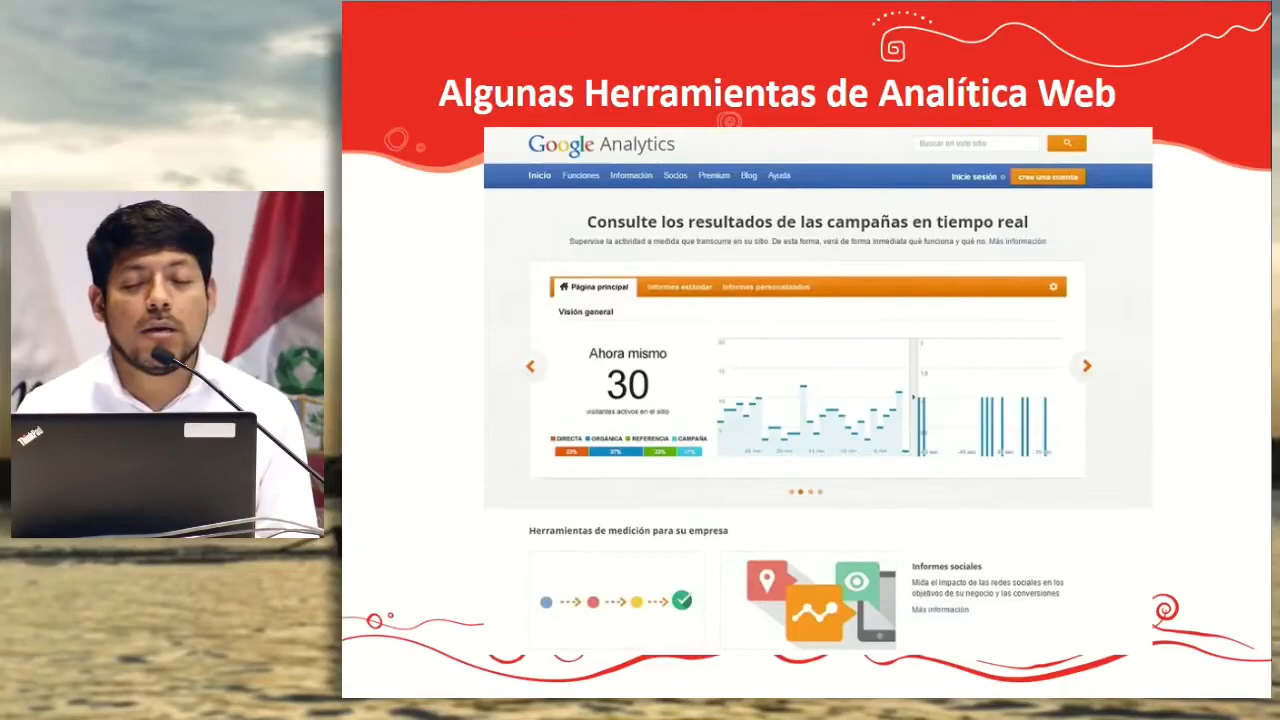 Algunas Herramientas de Analítica Web
Google Analytics
Buscar en este sitio
Inicio Funciones Información Socios Premium Blog Ayuda
Inicie sesión o cree una cuenta
Consulte los resultados de las campañas en tiempo real
Supervise la actividad a medida que transcurre en su sitio. De esta forma, verá de forma inmediata qué funciona y qué no. Más información
Página principal Informes estándar Informes personalizados
Visión general
Ahora mismo
30
visitantes activos en el sitio
DIRECTA ORGÁNICA REFERENCIA CAMPAÑA
ThinkPad
Herramientas de medición para su empresa
Informes sociales
Mida el impacto de las redes sociales en los
objetivos de su negocio y las conversiones
Más información